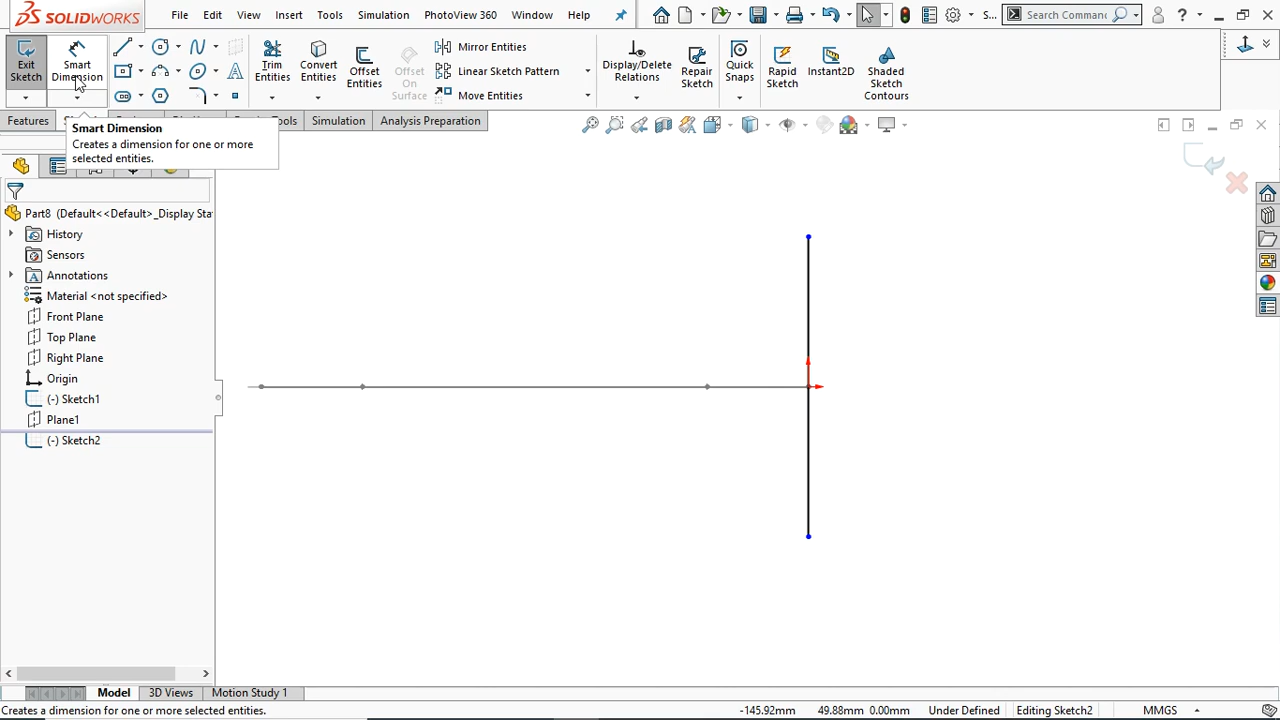 SOLIDWORKS
File Edit View Insert Tools Simulation PhotoView 360 Window Help
S...
Search Comman
?
Exit Sketch
Smart Dimension
Trim Entities
Convert Entities
Offset Entities
Offset On Surface
Mirror Entities
Linear Sketch Pattern
Move Entities
Display/Delete Relations
Repair Sketch
Quick Snaps
Rapid Sketch
Instant2D
Shaded Sketch Contours
Features
Tools
Simulation
Analysis Preparation
Smart Dimension
Creates a dimension for one or more
selected entities.
Part8 (Default<<Default>_Display Sta
History
Sensors
Annotations
Material <not specified>
Front Plane
Top Plane
Right Plane
Origin
(-) Sketch1
Plane1
(-) Sketch2
Model 3D Views Motion Study 1
Creates a dimension for one or more selected entities.
-145.92mm 49.88mm 0.00mm Under Defined Editing Sketch2 MMGS